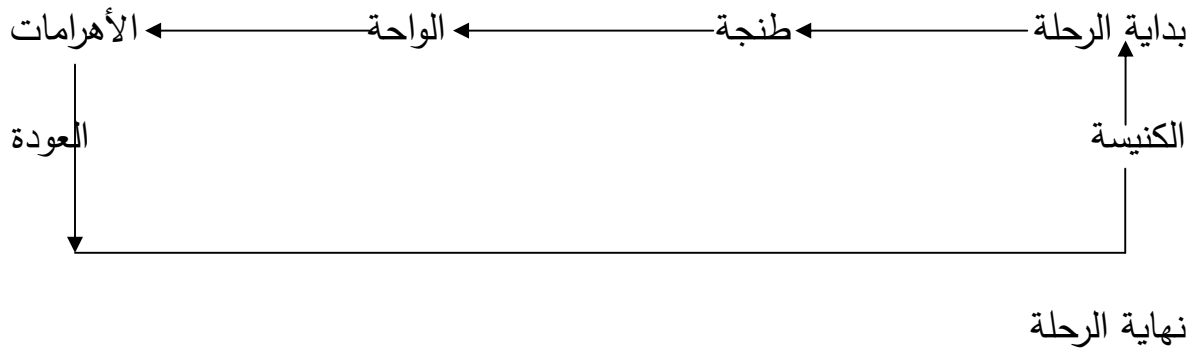 بداية الرحلة طنجة الواحة الأهرامات
الكنيسة العودة
نهاية الرحلة